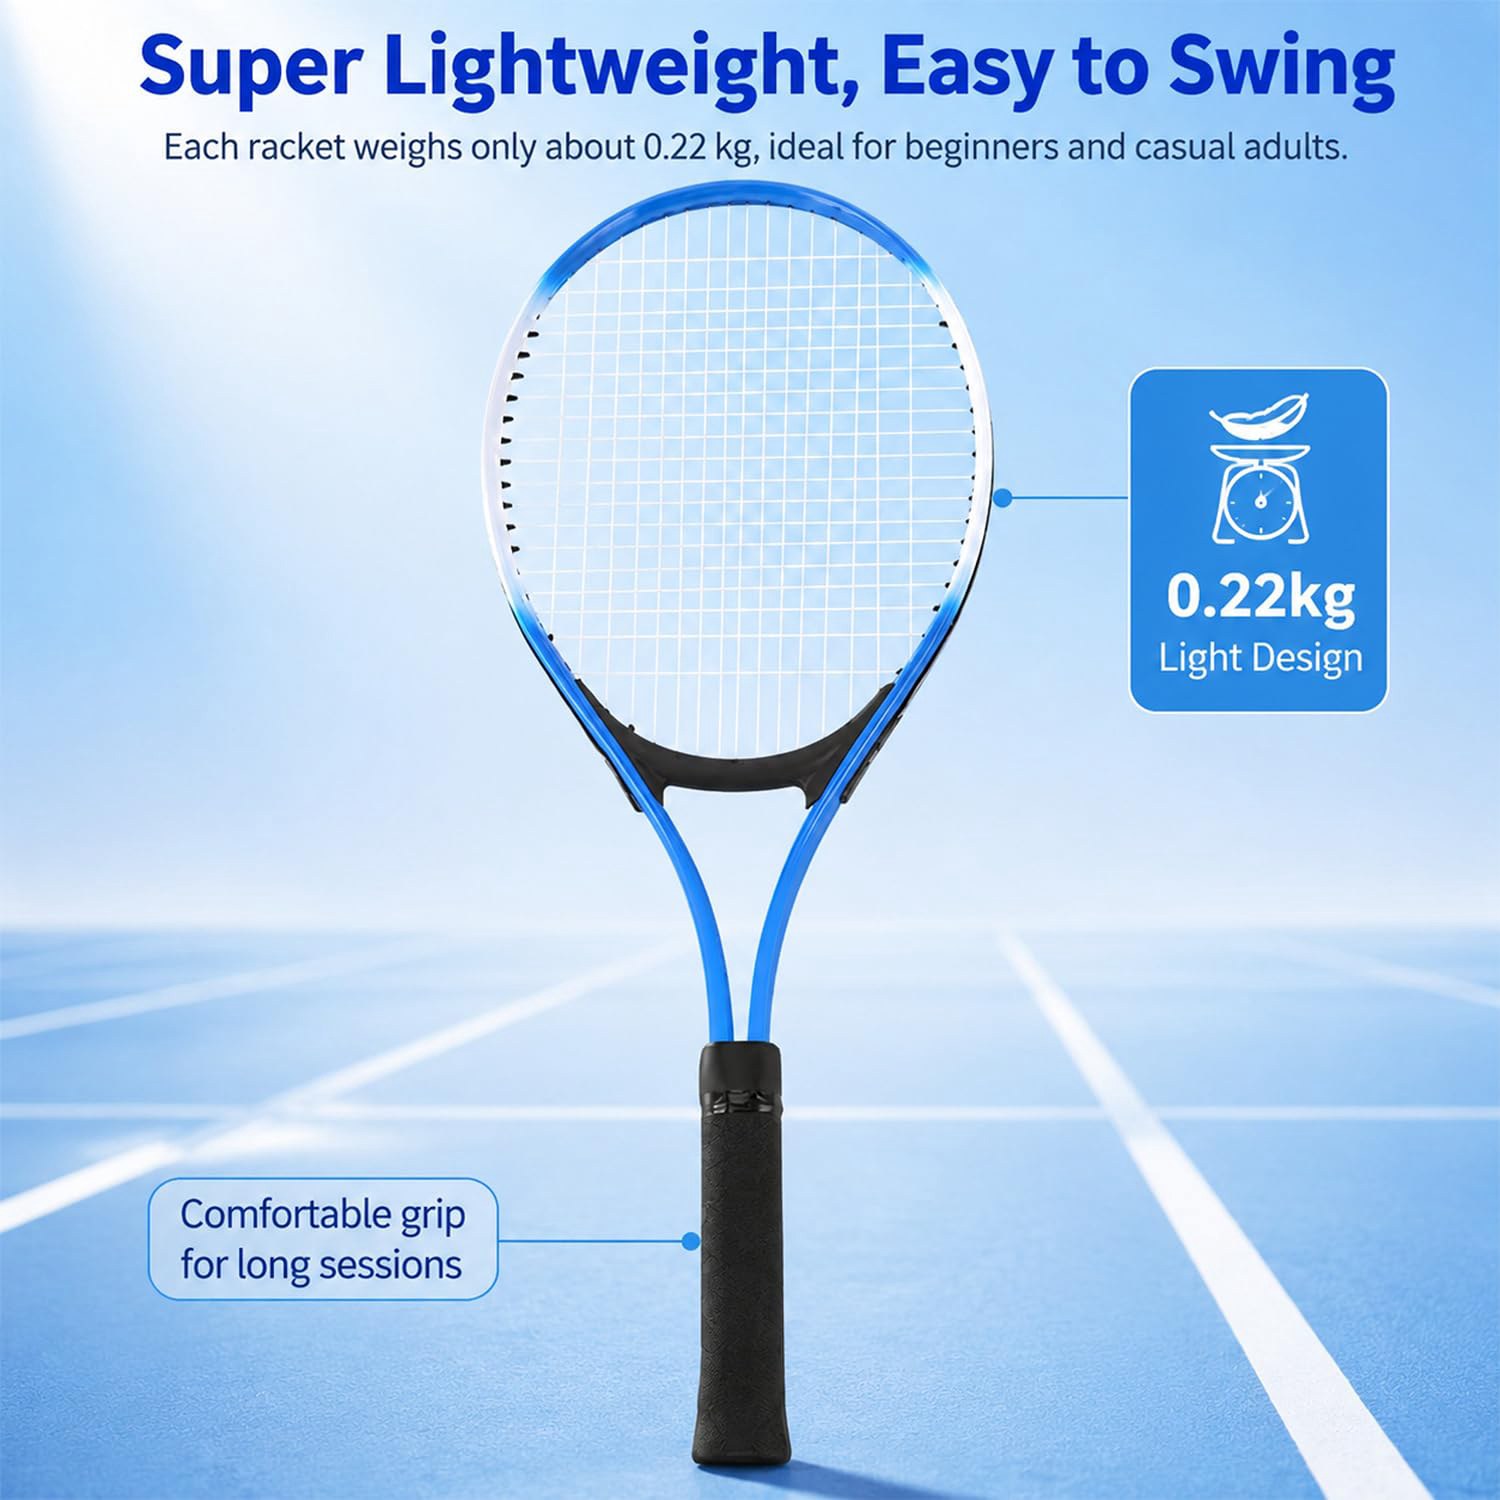 Super Lightweight, Easy to Swing
Each racket weighs only about 0.22 kg, ideal for beginners and casual adults.
0.22kg
Light Design
Comfortable grip
for long sessions